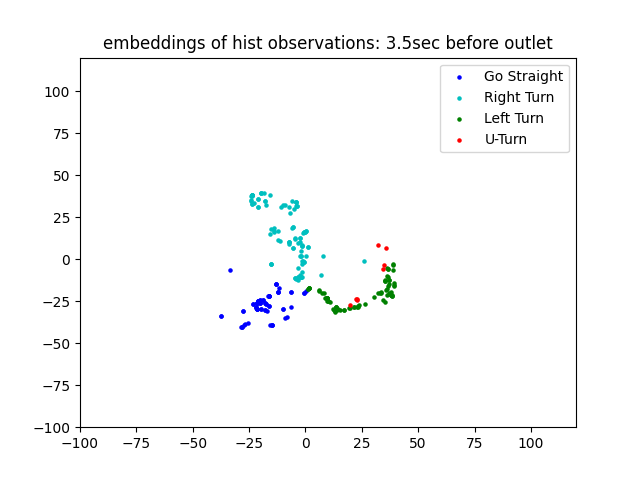 embeddings of hist observations: 3.5sec before outlet
Go Straight
Right Turn
Left Turn
U-Turn
100
75
50
25
0
−25
−50
−75
−100
−100 −75 −50 −25 0 25 50 75 100